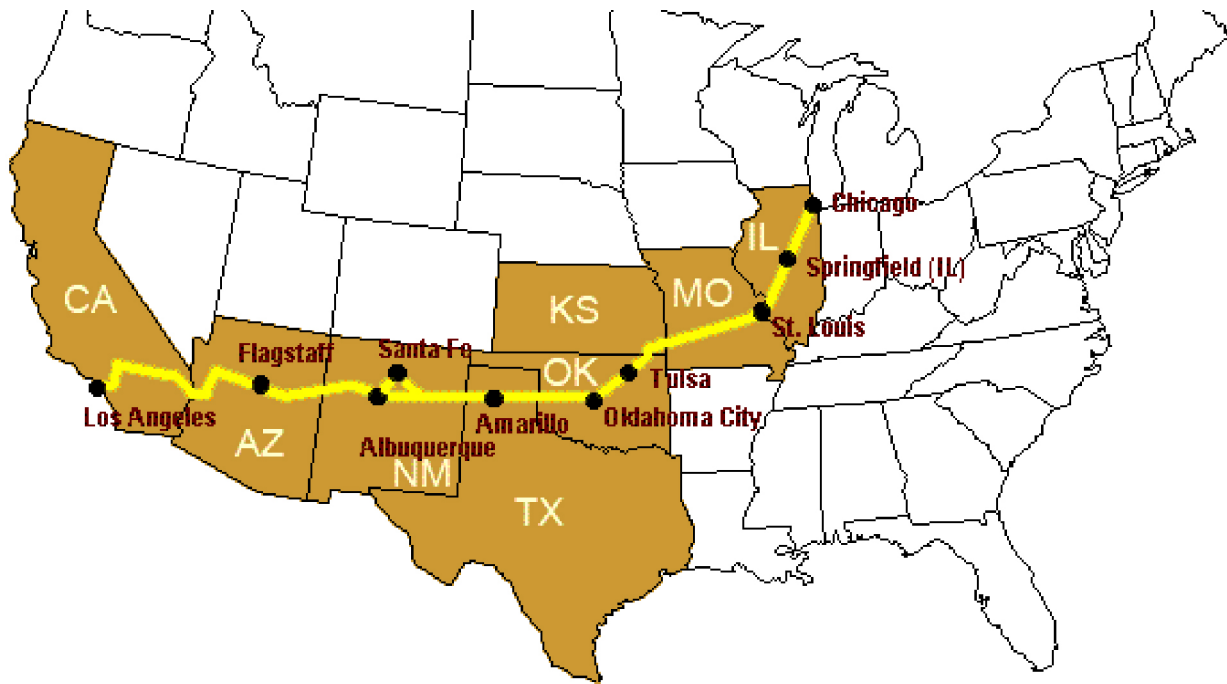 Chicago
IL
Springfield (IL)
CA
KS
MO
St. Louis
Flagstaff
Santa Fe
OK
Tulsa
Los Angeles
Amarillo
Oklahoma City
AZ
Albuquerque
NM
TX